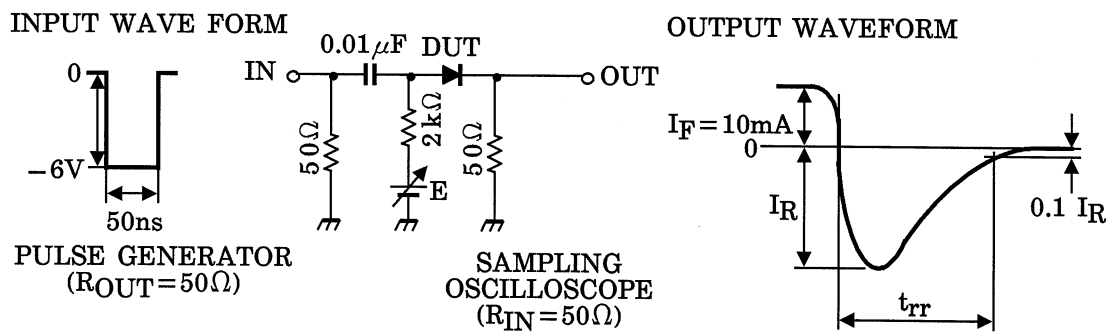 INPUT WAVE FORM
0
−6V
50ns
PULSE GENERATOR
(ROUT=50Ω)
0.01μF
DUT
IN
OUT
50Ω
2kΩ
E
50Ω
SAMPLING
OSCILLOSCOPE
(RIN=50Ω)
OUTPUT WAVEFORM
IF=10mA
0
IR
0.1 IR
trr